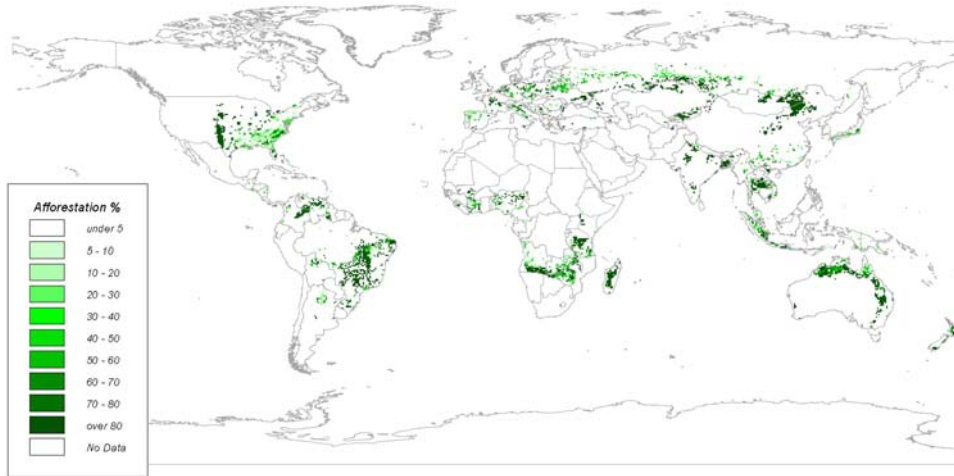 Afforestation %
under 5
5 - 10
10 - 20
20 - 30
30 - 40
40 - 50
50 - 60
60 - 70
70 - 80
over 80
No Data